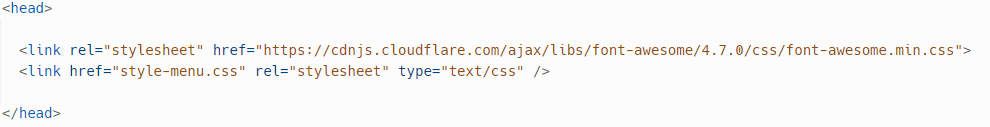 <head>
<link rel="stylesheet" href="https://cdnjs.cloudflare.com/ajax/libs/font-awesome/4.7.0/css/font-awesome.min.css">
<link href="style-menu.css" rel="stylesheet" type="text/css" />
</head>